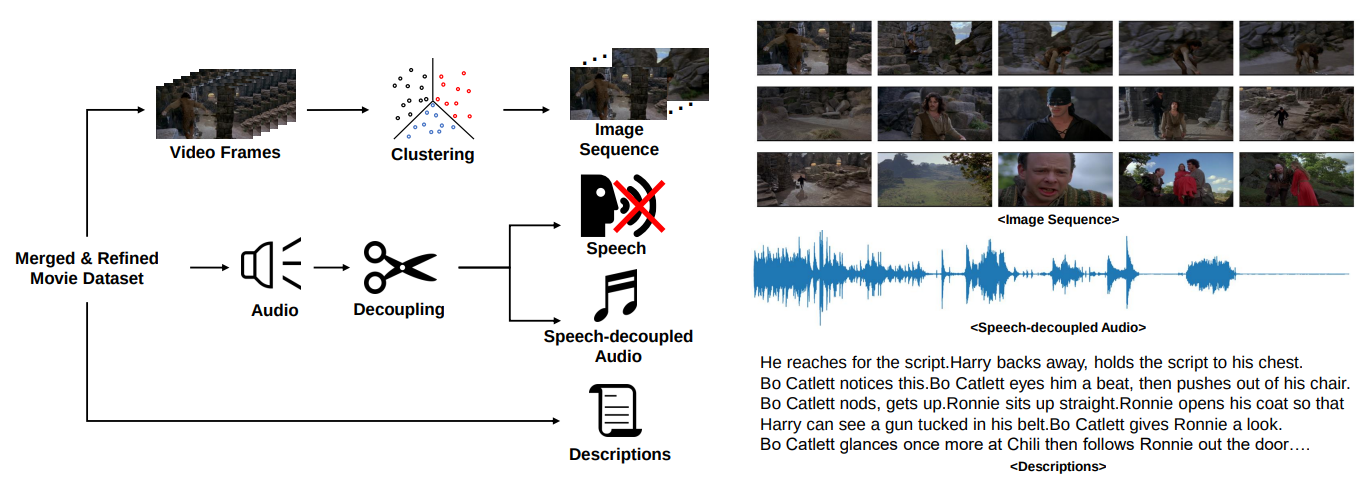 Video Frames
Clustering
Image
Sequence
Merged & Refined
Movie Dataset
Audio
Decoupling
Speech
Speech-decoupled
Audio
Descriptions
<Image Sequence>
<Speech-decoupled Audio>
He reaches for the script.Harry backs away, holds the script to his chest.
Bo Catlett notices this.Bo Catlett eyes him a beat, then pushes out of his chair.
Bo Catlett nods, gets up.Ronnie sits up straight.Ronnie opens his coat so that
Harry can see a gun tucked in his belt.Bo Catlett gives Ronnie a look.
Bo Catlett glances once more at Chili then follows Ronnie out the door….
<Descriptions>